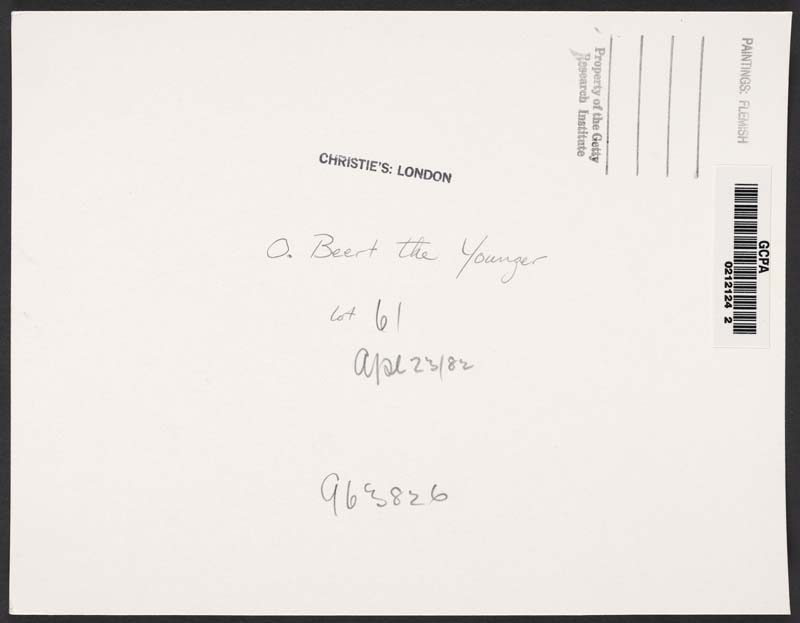 PAINTINGS: FLEMISH
Property of the Getty
Research Institute
CHRISTIE'S: LONDON
O. Beert the Younger
Lot 61
Apr 23/82
963826
GCPA
0212124 2